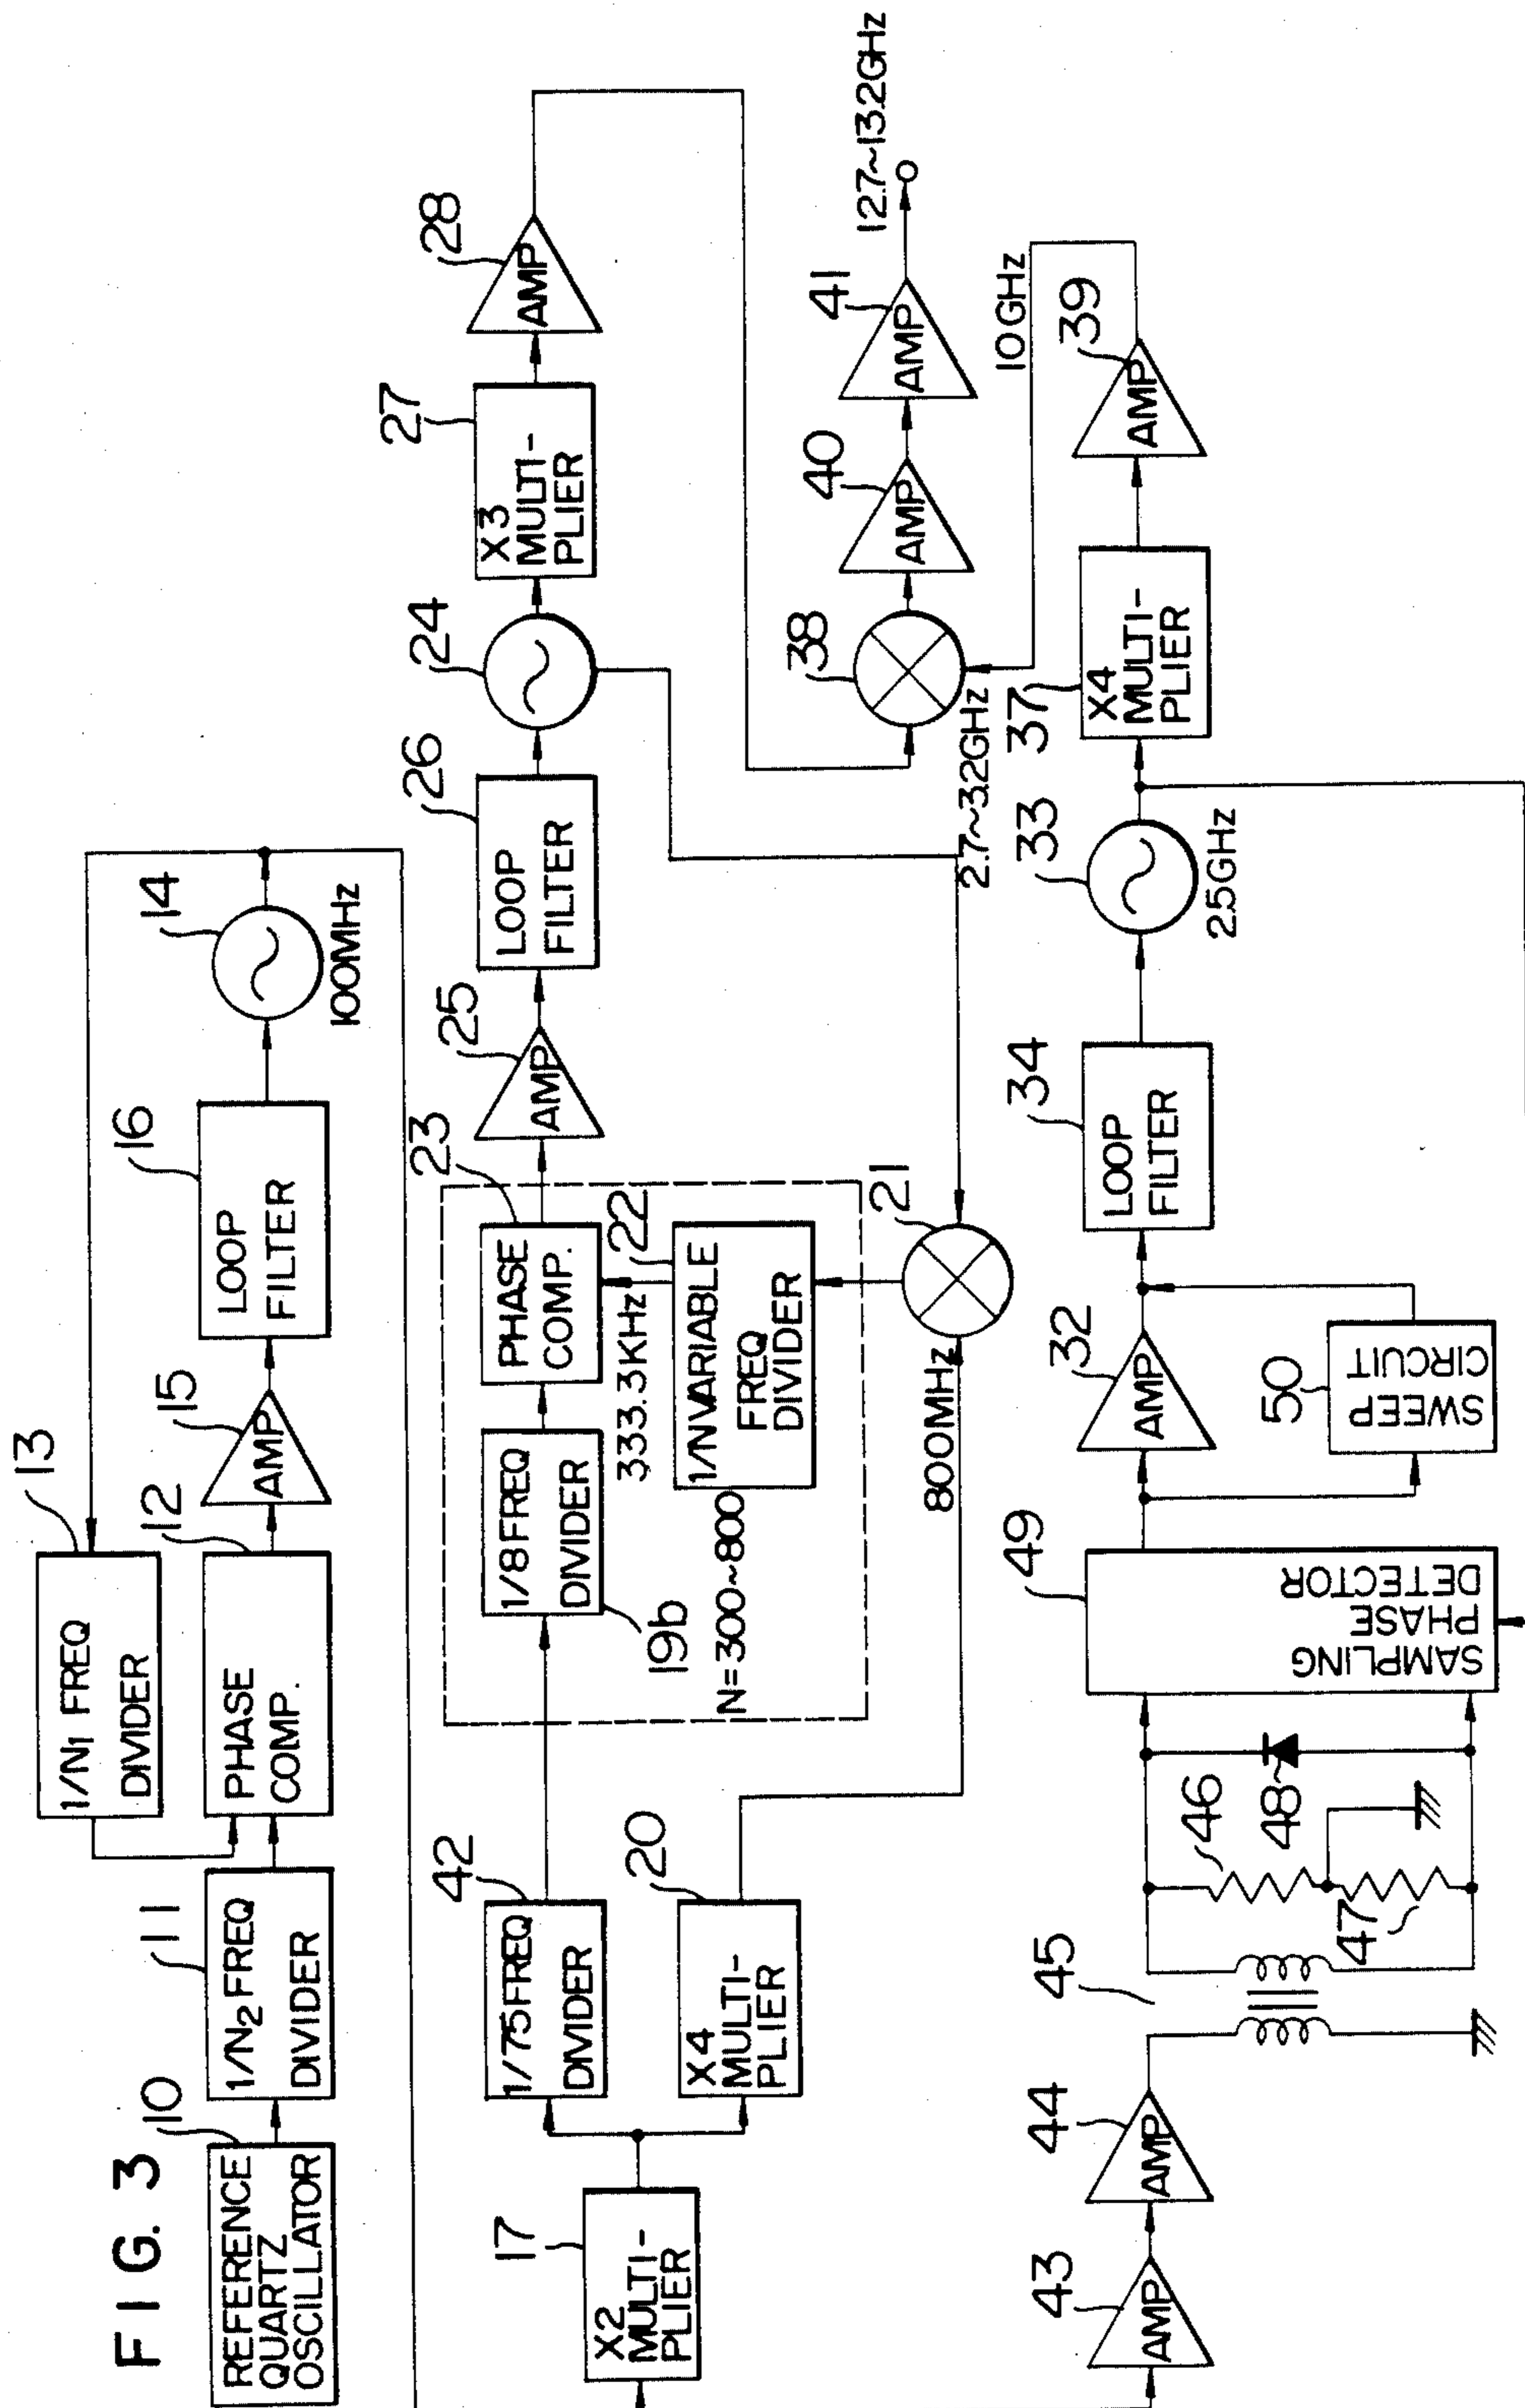 FIG. 3
REFERENCE
QUARTZ
OSCILLATOR
10
1/N2 FREQ
DIVIDER
11
PHASE
COMP.
12
1/N1 FREQ
DIVIDER
13
AMP
15
LOOP
FILTER
16
14
100MHz
X2
MULTI-
PLIER
17
1/75 FREQ
DIVIDER
42
X4
MULTI-
PLIER
20
1/8 FREQ
DIVIDER
19b
PHASE
COMP.
23
333.3KHz
1/N VARIABLE
FREQ
DIVIDER
22
N=300~800
800MHz
21
AMP
25
LOOP
FILTER
26
24
X3
MULTI-
PLIER
27
AMP
28
2.7~3.2GHz
38
AMP
40
AMP
41
12.7~13.2GHz
AMP
43
AMP
44
45
46
47
48
SAMPLING
PHASE
DETECTOR
49
AMP
32
SWEEP
CIRCUIT
50
LOOP
FILTER
34
33
2.5GHz
X4
MULTI-
PLIER
37
AMP
39
10GHz